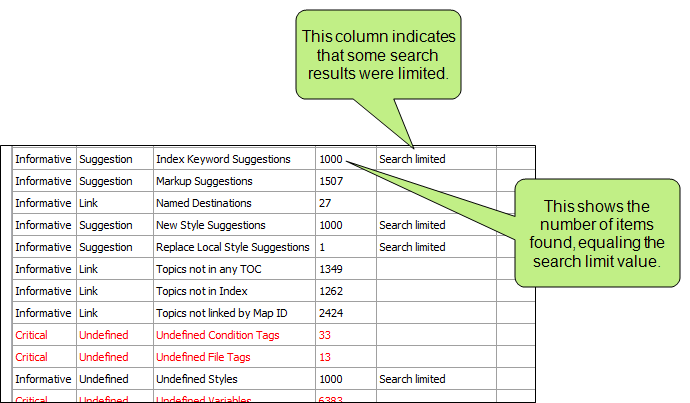 This column indicates
that some search
results were limited.
Informative Suggestion Index Keyword Suggestions 1000 Search limited
Informative Suggestion Markup Suggestions 1507
Informative Link Named Destinations 27
Informative Suggestion New Style Suggestions 1000 Search limited
Informative Suggestion Replace Local Style Suggestions 1 Search limited
Informative Link Topics not in any TOC 1349
Informative Link Topics not in Index 1262
Informative Link Topics not linked by Map ID 2424
Critical Undefined Undefined Condition Tags 33
Critical Undefined Undefined File Tags 13
Informative Undefined Undefined Styles 1000 Search limited
Critical Undefined Undefined Variables 6383
This shows the
number of items
found, equaling the
search limit value.